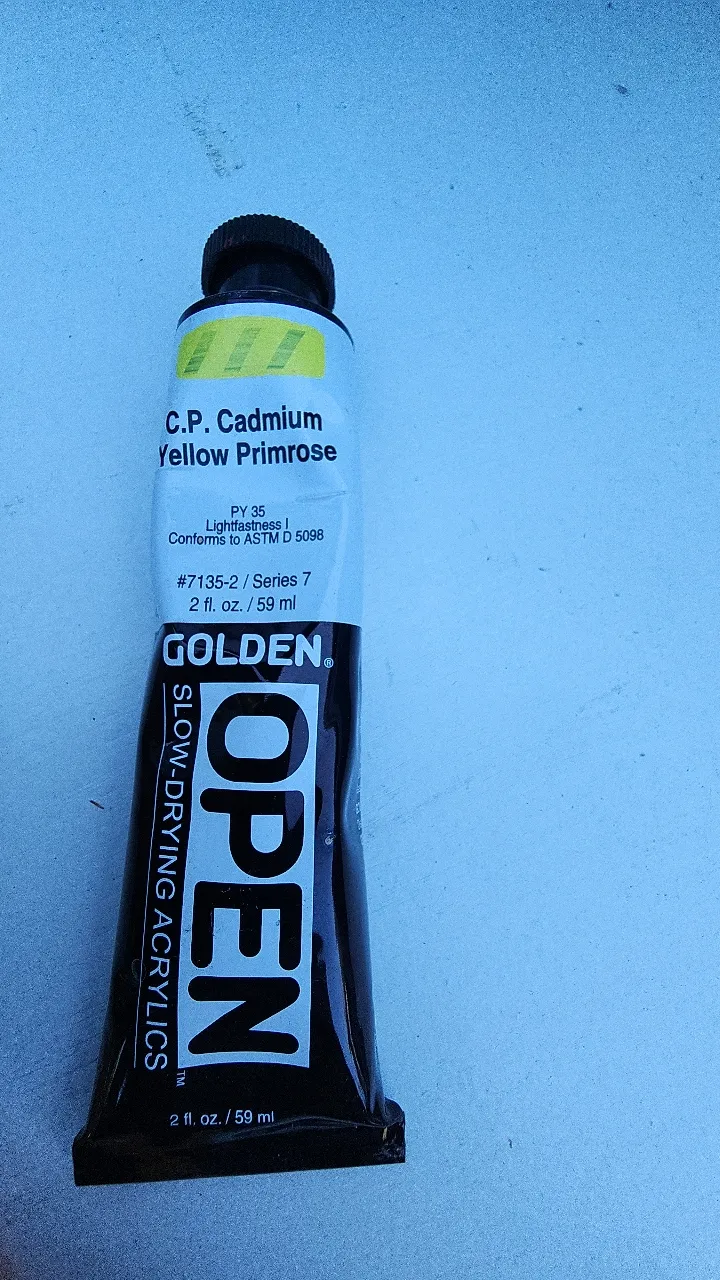 C.P. Cadmium
Yellow Primrose
PY 35
Lightfastness I
Conforms to ASTM D 5098
#7135-2 / Series 7
2 fl. oz. / 59 ml
GOLDEN®
OPEN
SLOW-DRYING ACRYLICS™
2 fl. oz. / 59 ml